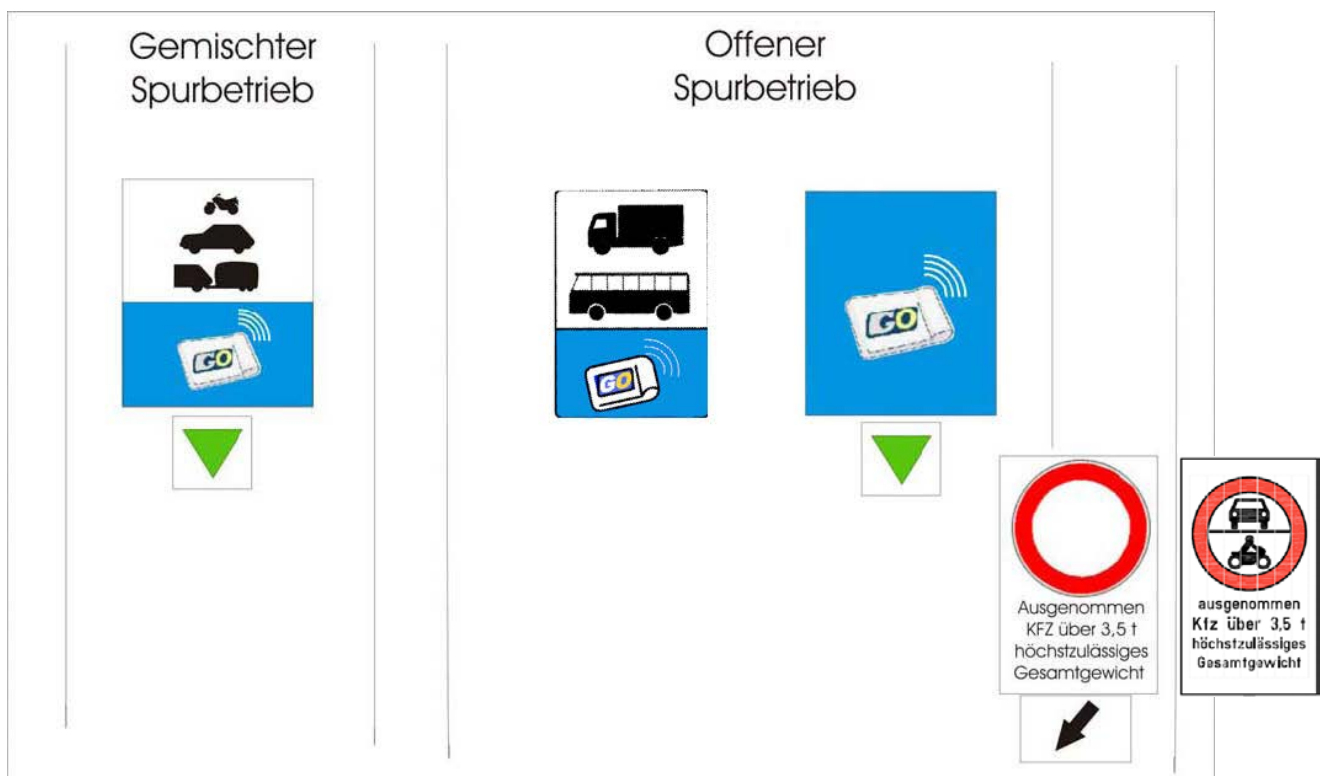 Gemischter
Spurbetrieb
Offener
Spurbetrieb
GO
GO
GO
Ausgenommen
KFZ über 3,5 t
höchstzulässiges
Gesamtgewicht
ausgenommen
Kfz über 3,5 t
höchstzulässiges
Gesamtgewicht